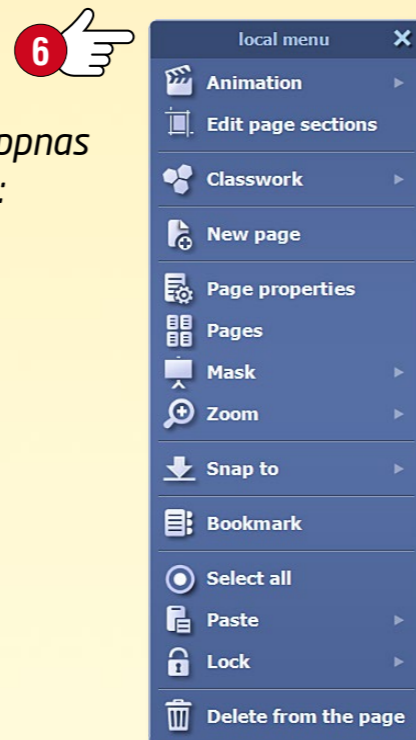 6
local menu
Animation
Edit page sections
Classwork
New page
Page properties
Pages
Mask
Zoom
Snap to
Bookmark
Select all
Paste
Lock
Delete from the page